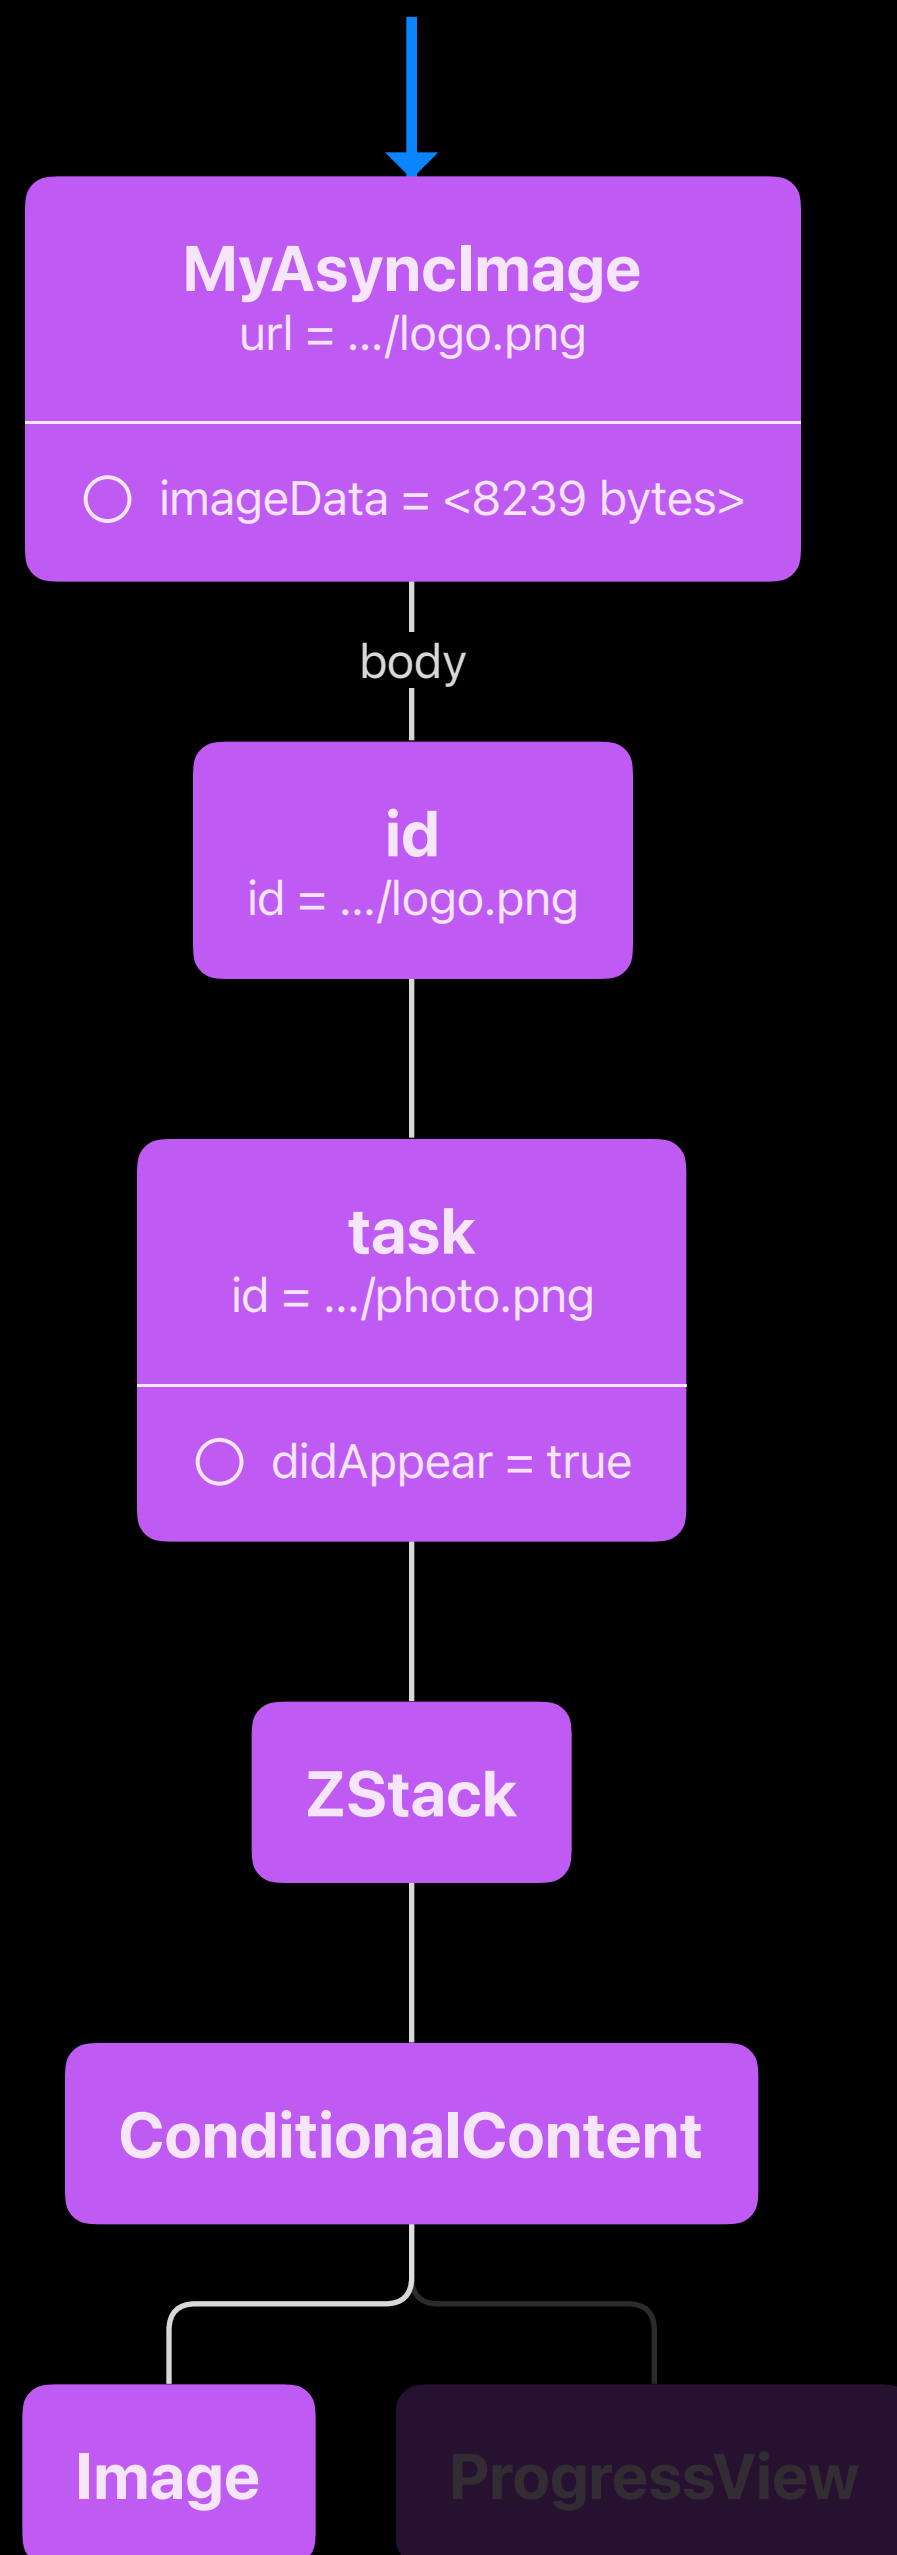 MyAsyncImage
url = .../logo.png
imageData = <8239 bytes>
body
id
id = .../logo.png
task
id = .../photo.png
didAppear = true
ZStack
ConditionalContent
Image
ProgressView